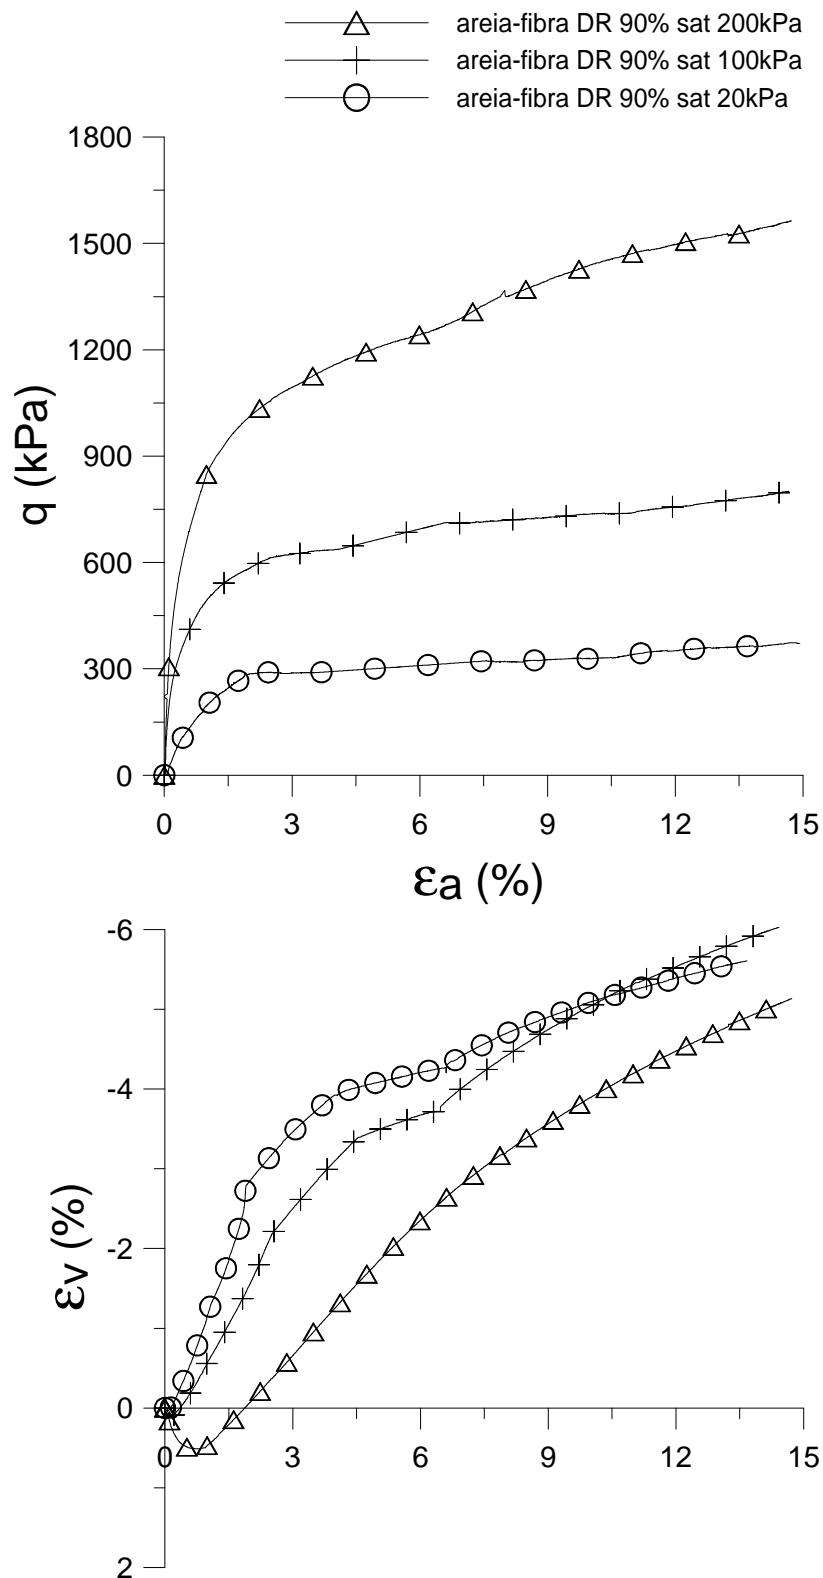 areia-fibra DR 90% sat 200kPa
areia-fibra DR 90% sat 100kPa
areia-fibra DR 90% sat 20kPa
1800
1500
1200
900
600
300
0
q (kPa)
0 3 6 9 12 15
εa (%)
-6
-4
-2
0
2
εv (%)
0 3 6 9 12 15